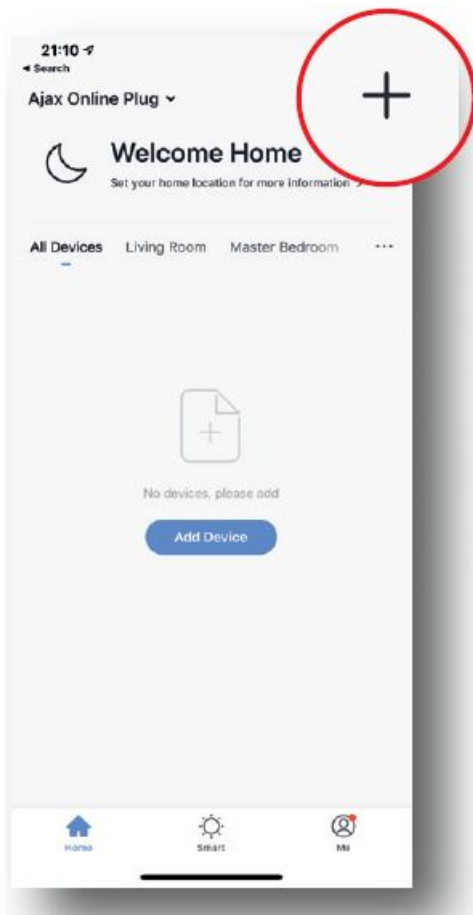 21:10
Search
Ajax Online Plug
Welcome Home
Set your home location for more information
All Devices Living Room Master Bedroom ...
No devices, please add
Add Device
Home Smart Me